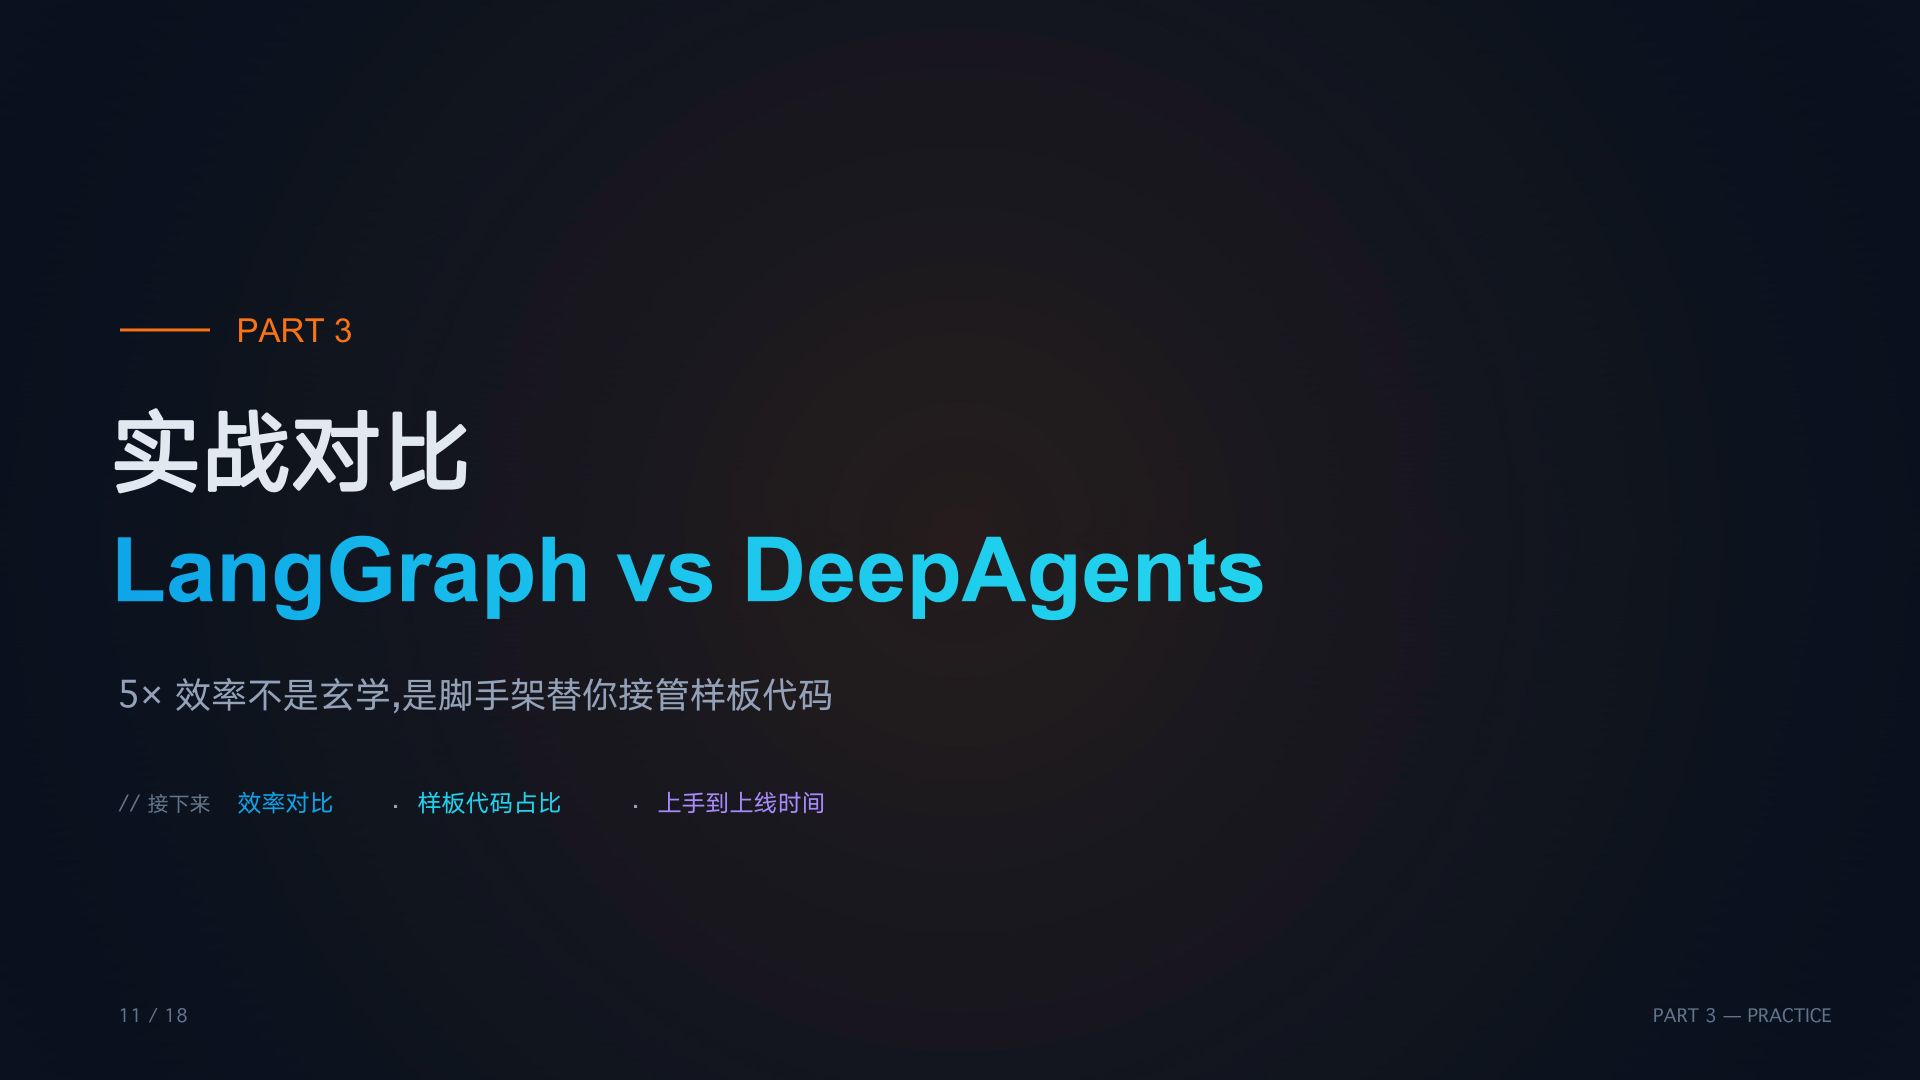 PART 3
实战对比
LangGraph vs DeepAgents
5× 效率不是玄学,是脚手架替你接管样板代码
// 接下来 效率对比 · 样板代码占比 · 上手到上线时间
11 / 18
PART 3 — PRACTICE